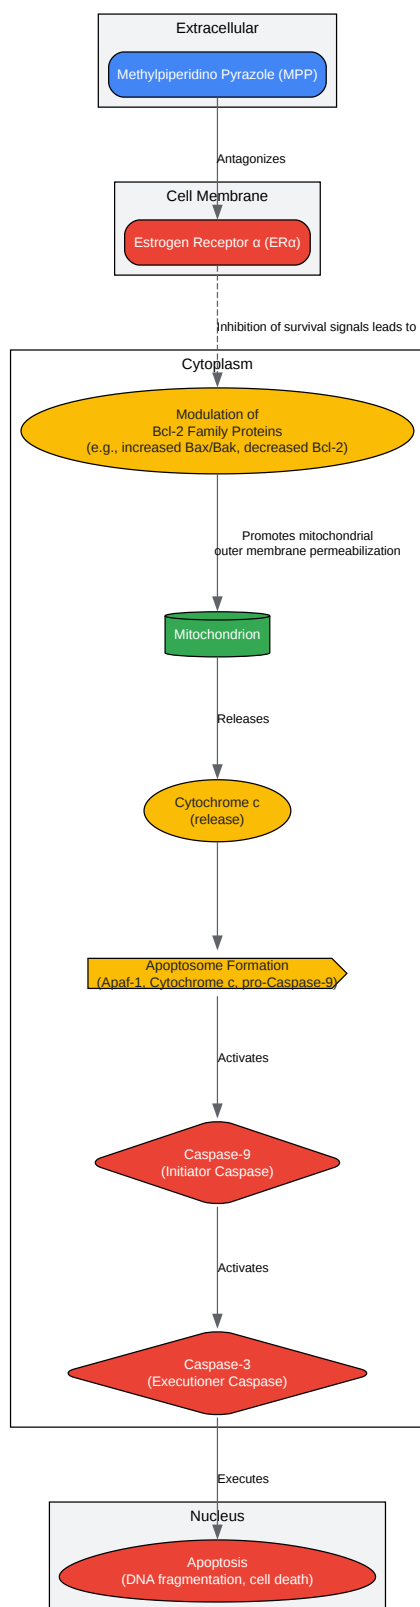 Extracellular
Methylpiperidino Pyrazole (MPP)
Antagonizes
Cell Membrane
Estrogen Receptor α (ERα)
Inhibition of survival signals leads to
Cytoplasm
Modulation of
Bcl-2 Family Proteins
(e.g., increased Bax/Bak, decreased Bcl-2)
Promotes mitochondrial
outer membrane permeabilization
Mitochondrion
Releases
Cytochrome c
(release)
Apoptosome Formation
(Apaf-1, Cytochrome c, pro-Caspase-9)
Activates
Caspase-9
(Initiator Caspase)
Activates
Caspase-3
(Executioner Caspase)
Executes
Nucleus
Apoptosis
(DNA fragmentation, cell death)